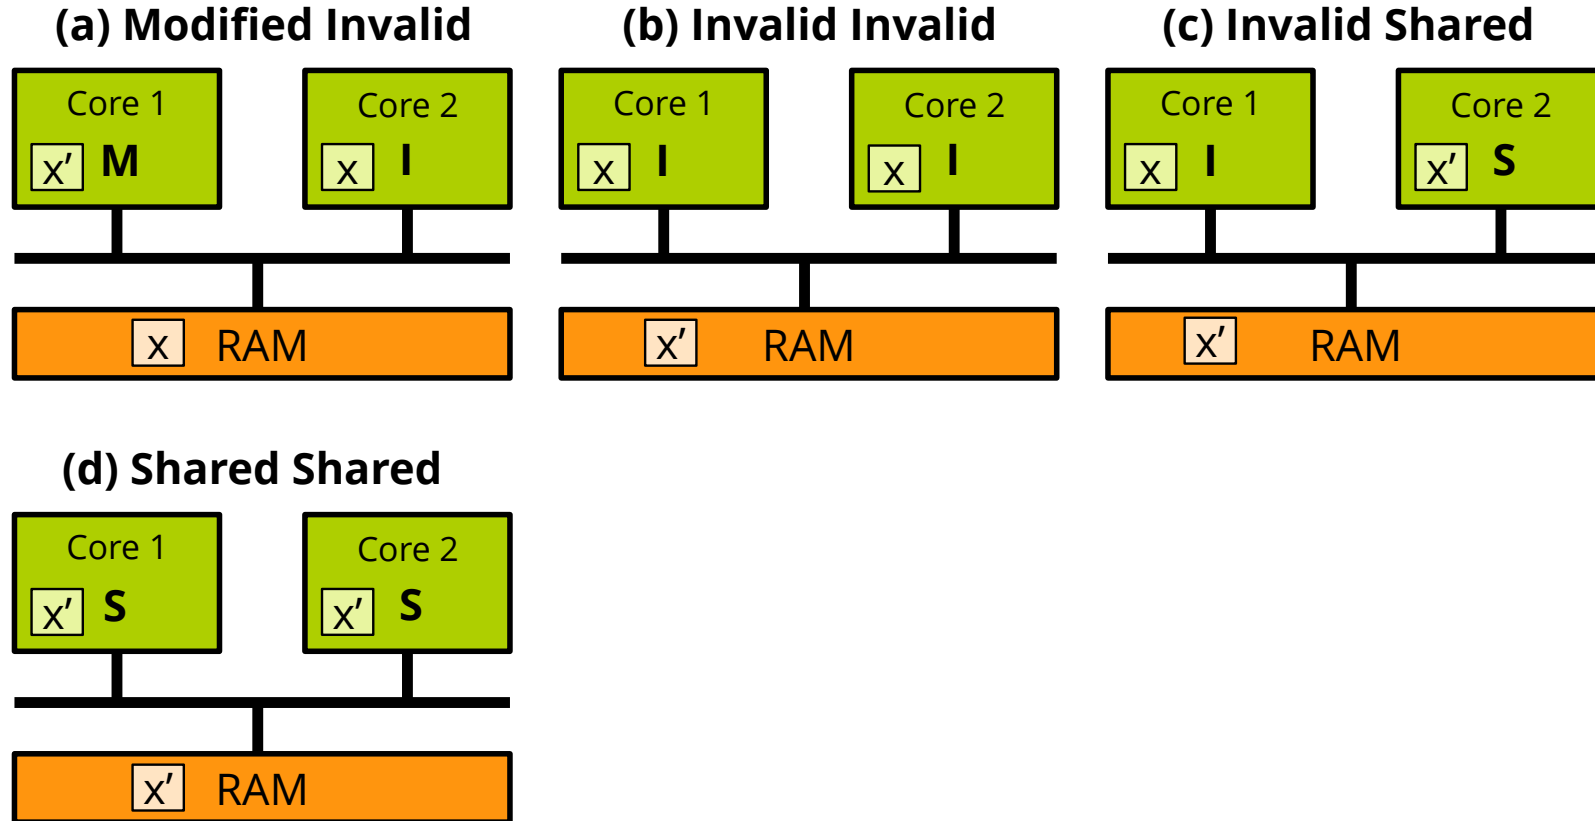 (a) Modified Invalid
Core 1
x′ M
Core 2
x I
x RAM
(b) Invalid Invalid
Core 1
x I
Core 2
x I
x′ RAM
(c) Invalid Shared
Core 1
x I
Core 2
x′ S
x′ RAM
(d) Shared Shared
Core 1
x′ S
Core 2
x′ S
x′ RAM